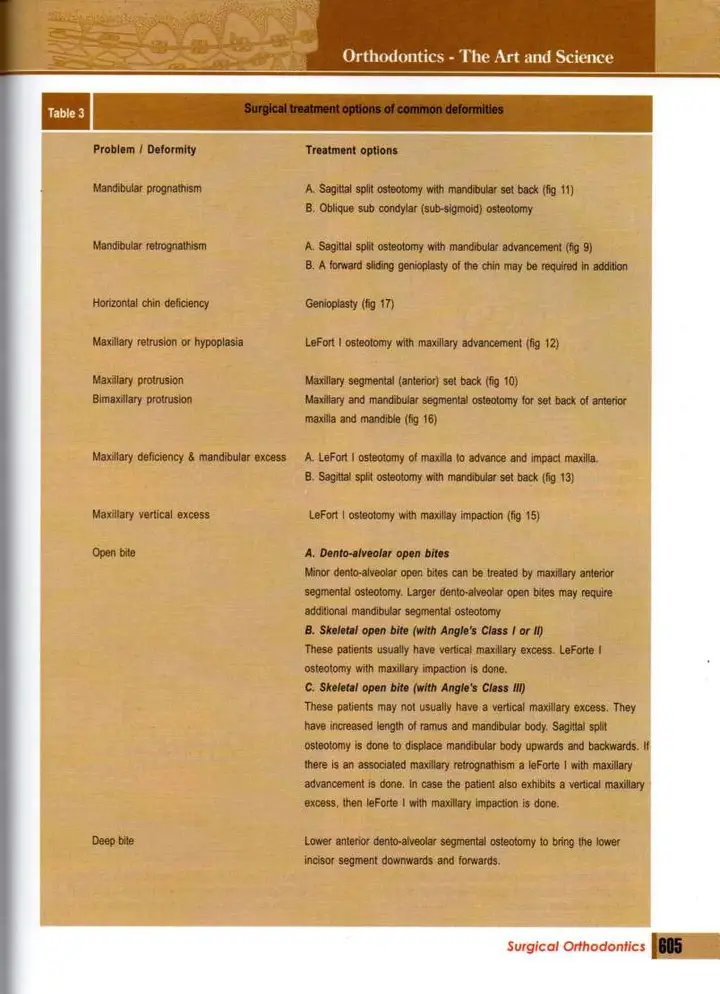 Orthodontics - The Art and Science
Table 3
Surgical treatment options of common deformities
Problem / Deformity
Treatment options
Mandibular prognathism
A. Sagittal split osteotomy with mandibular set back (fig 11)
B. Oblique sub condylar (sub-sigmoid) osteotomy
Mandibular retrognathism
A. Sagittal split osteotomy with mandibular advancement (fig 9)
B. A forward sliding genioplasty of the chin may be required in addition
Horizontal chin deficiency
Genioplasty (fig 17)
Maxillary retrusion or hypoplasia
LeFort I osteotomy with maxillary advancement (fig 12)
Maxillary protrusion
Maxillary segmental (anterior) set back (fig 10)
Bimaxillary protrusion
Maxillary and mandibular segmental osteotomy for set back of anterior
maxilla and mandible (fig 16)
Maxillary deficiency & mandibular excess
A. LeFort I osteotomy of maxilla to advance and impact maxilla.
B. Sagittal split osteotomy with mandibular set back (fig 13)
Maxillary vertical excess
LeFort I osteotomy with maxillay impaction (fig 15)
Open bite
A. Dento-alveolar open bites
Minor dento-alveolar open bites can be treated by maxillary anterior
segmental osteotomy. Larger dento-alveolar open bites may require
additional mandibular segmental osteotomy
B. Skeletal open bite (with Angle's Class I or II)
These patients usually have vertical maxillary excess. LeForte I
osteotomy with maxillary impaction is done.
C. Skeletal open bite (with Angle's Class III)
These patients may not usually have a vertical maxillary excess. They
have increased length of ramus and mandibular body. Sagittal split
osteotomy is done to displace mandibular body upwards and backwards. If
there is an associated maxillary retrognathism a leForte I with maxillary
advancement is done. In case the patient also exhibits a vertical maxillary
excess, then leForte I with maxillary impaction is done.
Deep bite
Lower anterior dento-alveolar segmental osteotomy to bring the lower
incisor segment downwards and forwards.
Surgical Orthodontics
605